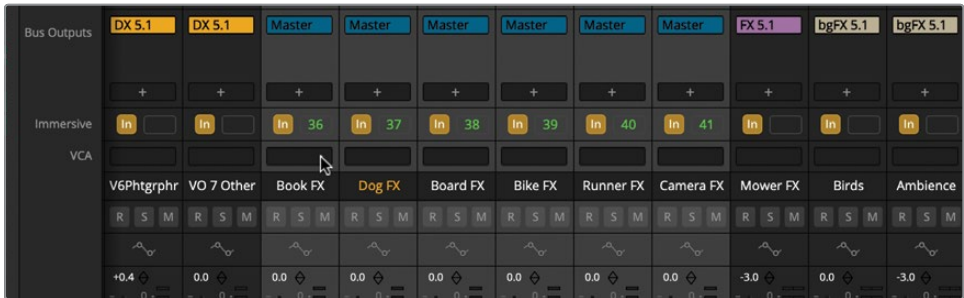 Bus Outputs DX 5.1 DX 5.1 Master Master Master Master Master Master FX 5.1 bgFX 5.1 bgFX 5.1
+ + + + + + + + + + +
Immersive In In In 36 In 37 In 38 In 39 In 40 In 41 In In In
VCA
V6Phtgrphr VO 7 Other Book FX Dog FX Board FX Bike FX Runner FX Camera FX Mower FX Birds Ambience
R S M R S M R S M R S M R S M R S M R S M R S M R S M R S M R S M
+0.4 0.0 0.0 0.0 0.0 0.0 0.0 0.0 -3.0 0.0 -3.0